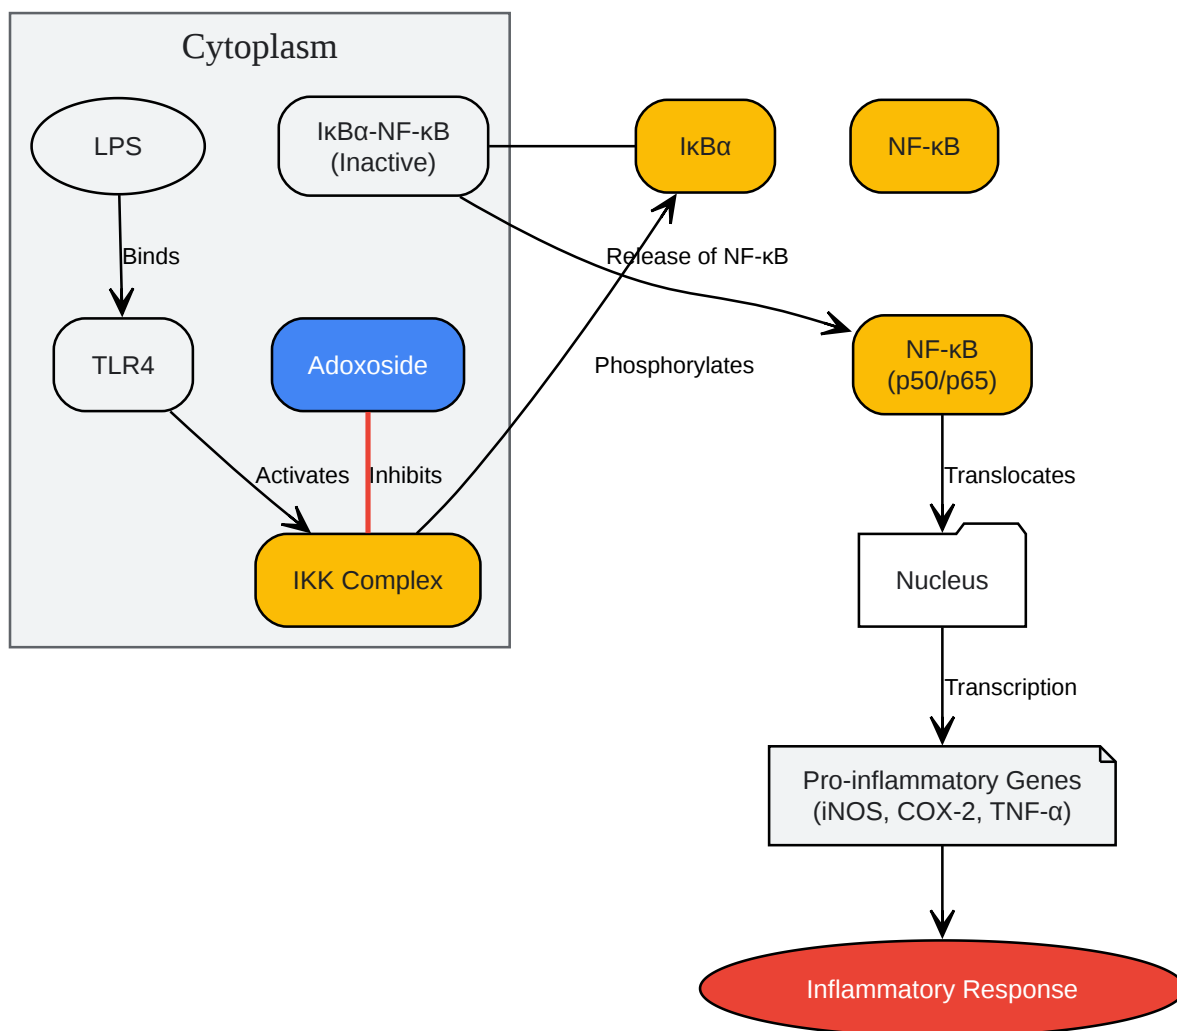 Cytoplasm
LPS
IκBα-NF-κB
(Inactive)
IκBα
NF-κB
Binds
Release of NF-κB
TLR4
Adoxoside
Phosphorylates
NF-κB
(p50/p65)
Activates
Inhibits
Translocates
IKK Complex
Nucleus
Transcription
Pro-inflammatory Genes
(iNOS, COX-2, TNF-α)
Inflammatory Response